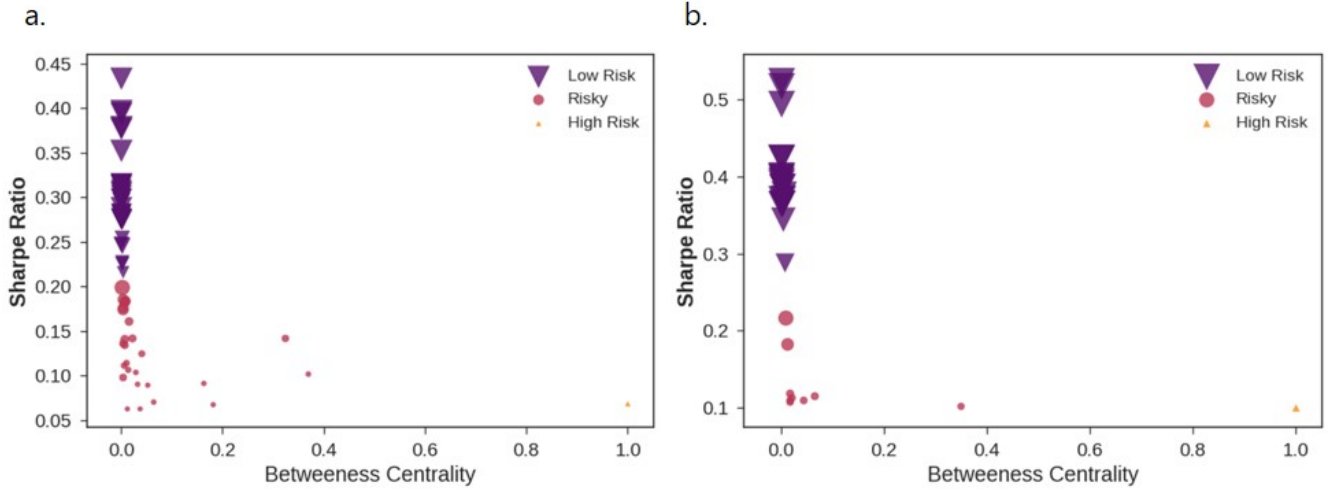 a.
0.45
0.40
0.35
0.30
0.25
0.20
0.15
0.10
0.05
Sharpe Ratio
Low Risk
Risky
High Risk
0.0 0.2 0.4 0.6 0.8 1.0
Betweeness Centrality
b.
0.5
0.4
0.3
0.2
0.1
Sharpe Ratio
Low Risk
Risky
High Risk
0.0 0.2 0.4 0.6 0.8 1.0
Betweeness Centrality